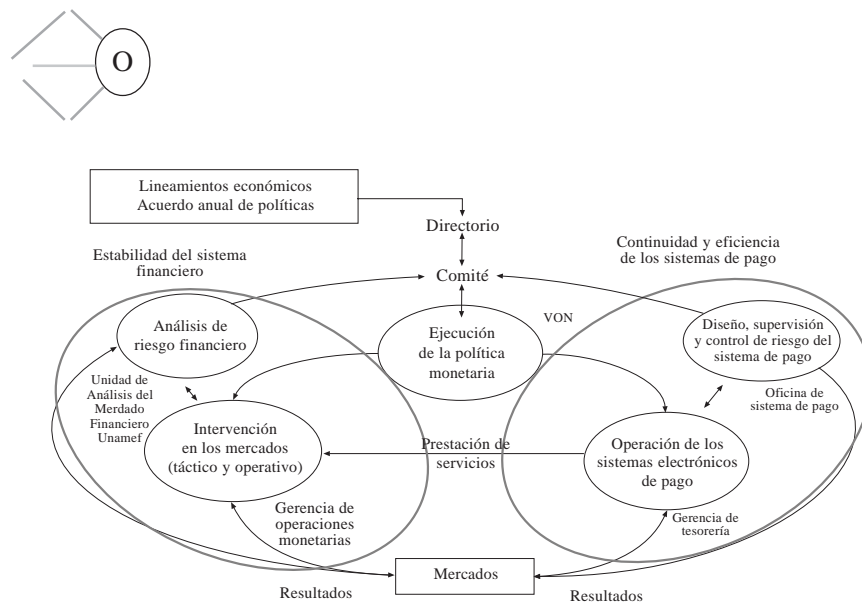 O
Lineamientos económicos
Acuerdo anual de políticas
Directorio
Estabilidad del sistema
financiero
Continuidad y eficiencia
de los sistemas de pago
Comité
VON
Análisis de
riesgo financiero
Ejecución
de la política
monetaria
Diseño, supervisión
y control de riesgo del
sistema de pago
Unidad de
Análisis del
Merdado
Financiero
Unamef
Oficina de
sistema de pago
Intervención
en los mercados
(táctico y operativo)
Prestación de
servicios
Operación de los
sistemas electrónicos
de pago
Gerencia de
operaciones
monetarias
Gerencia de
tesorería
Mercados
Resultados
Resultados